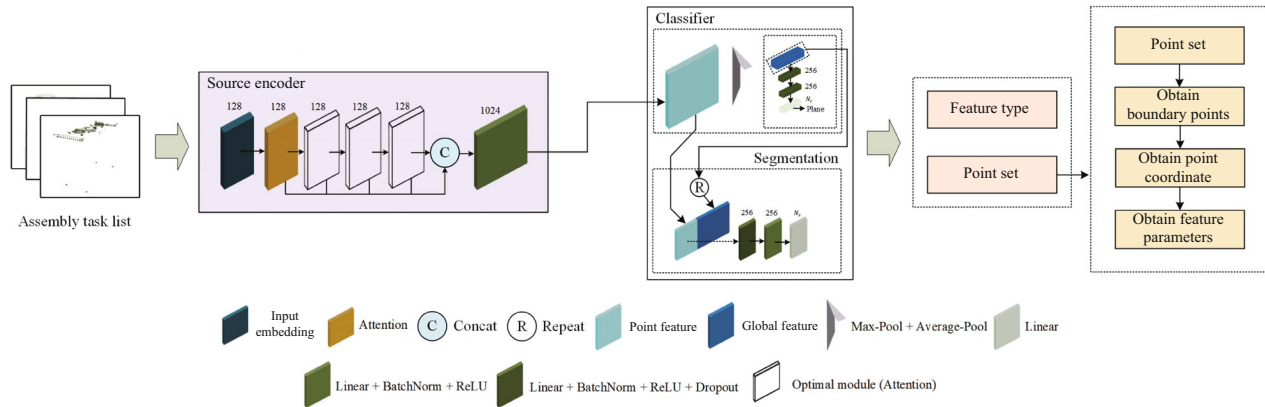 Assembly task list
Source encoder
128
128
128
128
128
C
1024
Classifier
256
256
Nc
Plane
Segmentation
R
256
256
Ns
Feature type
Point set
Point set
Obtain
boundary points
Obtain point
coordinate
Obtain feature
parameters
Input
embedding
Attention
C
Concat
R
Repeat
Point feature
Global feature
Max-Pool + Average-Pool
Linear
Linear + BatchNorm + ReLU
Linear + BatchNorm + ReLU + Dropout
Optimal module (Attention)